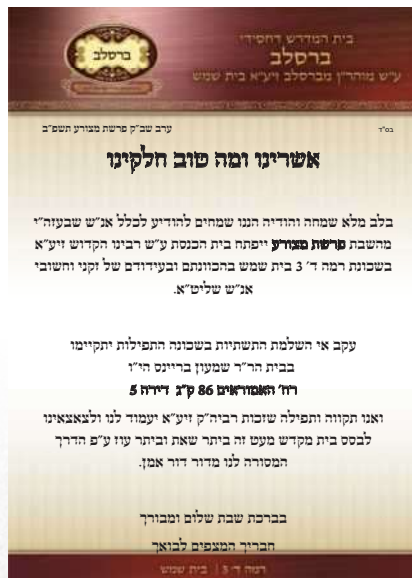 בית המדרש דחסידי
ברסלב
ע״ש מוהר״ן מברסלב זיע״א בית שמש
ברסלב
בס״ד
ערב שב״ק פרשת מצורע תשפ״ב
אשרינו ומה טוב חלקינו
בלב מלא שמחה והודיה הננו שמחים להודיע לכלל אנ״ש שבעזה״י
מהשבת פרשת מצורע ייפתח בית הכנסת ע״ש רבינו הקדוש זיע״א
בשכונת רמה ד׳ 3 בית שמש בהכוונתם ובעידודם של זקני וחשובי
אנ״ש שליט״א.
עקב אי השלמת התשתיות בשכונה התפילות יתקיימו
בבית הר״ר שמעון בריינס הי״ו
רח׳ האמוראים 86 ק״ג דירה 5
ואנו תקווה ותפילה שזכות רביה״ק זיע״א יעמוד לנו ולצאצאינו
לבסס בית מקדש מעט זה ביתר שאת וביתר עוז ע״פ הדרך
המסורה לנו מדור דור אמן.
בברכת שבת שלום ומבורך
חבריך המצפים לבואך
רמה ד׳ 3 | בית שמש